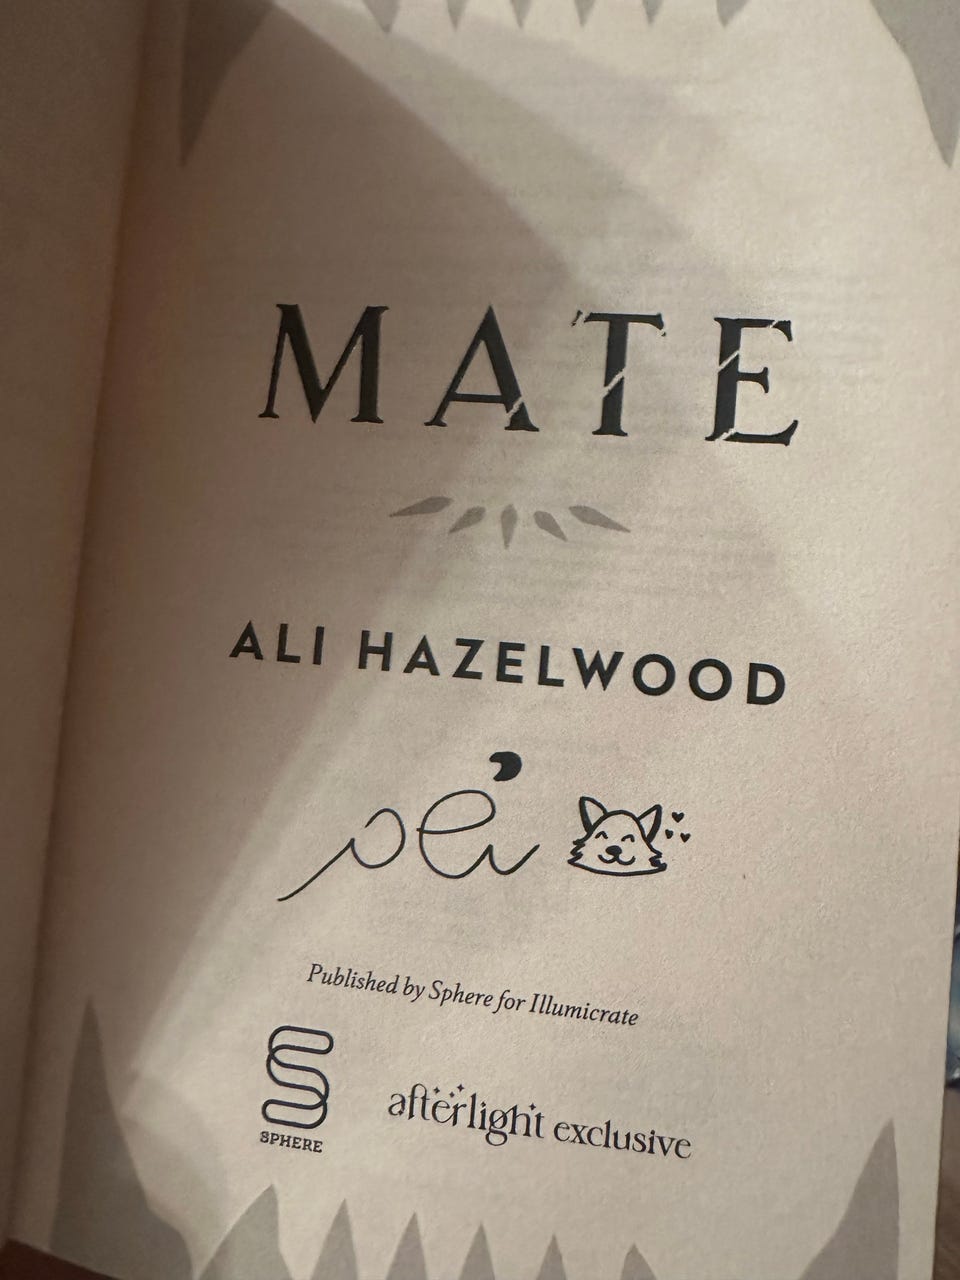 MATE
ALI HAZELWOOD
Published by Sphere for Illumicrate
SPHERE
afterlight exclusive